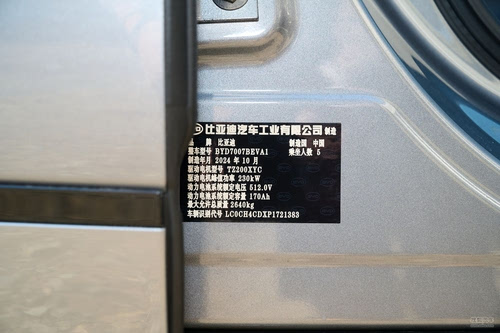 比亚迪汽车工业有限公司 制造
品 牌 比亚迪 制造国 中国
整车型号 BYD7007BEVA1 乘坐人数 5
制造年月 2024 年 10 月
驱动电机型号 TZ200XYC
驱动电机峰值功率 230kW
动力电池系统额定电压 512.0V
动力电池系统额定容量 170Ah
最大允许总质量 2640kg
车辆识别代号 LC0CH4CDXP1721383